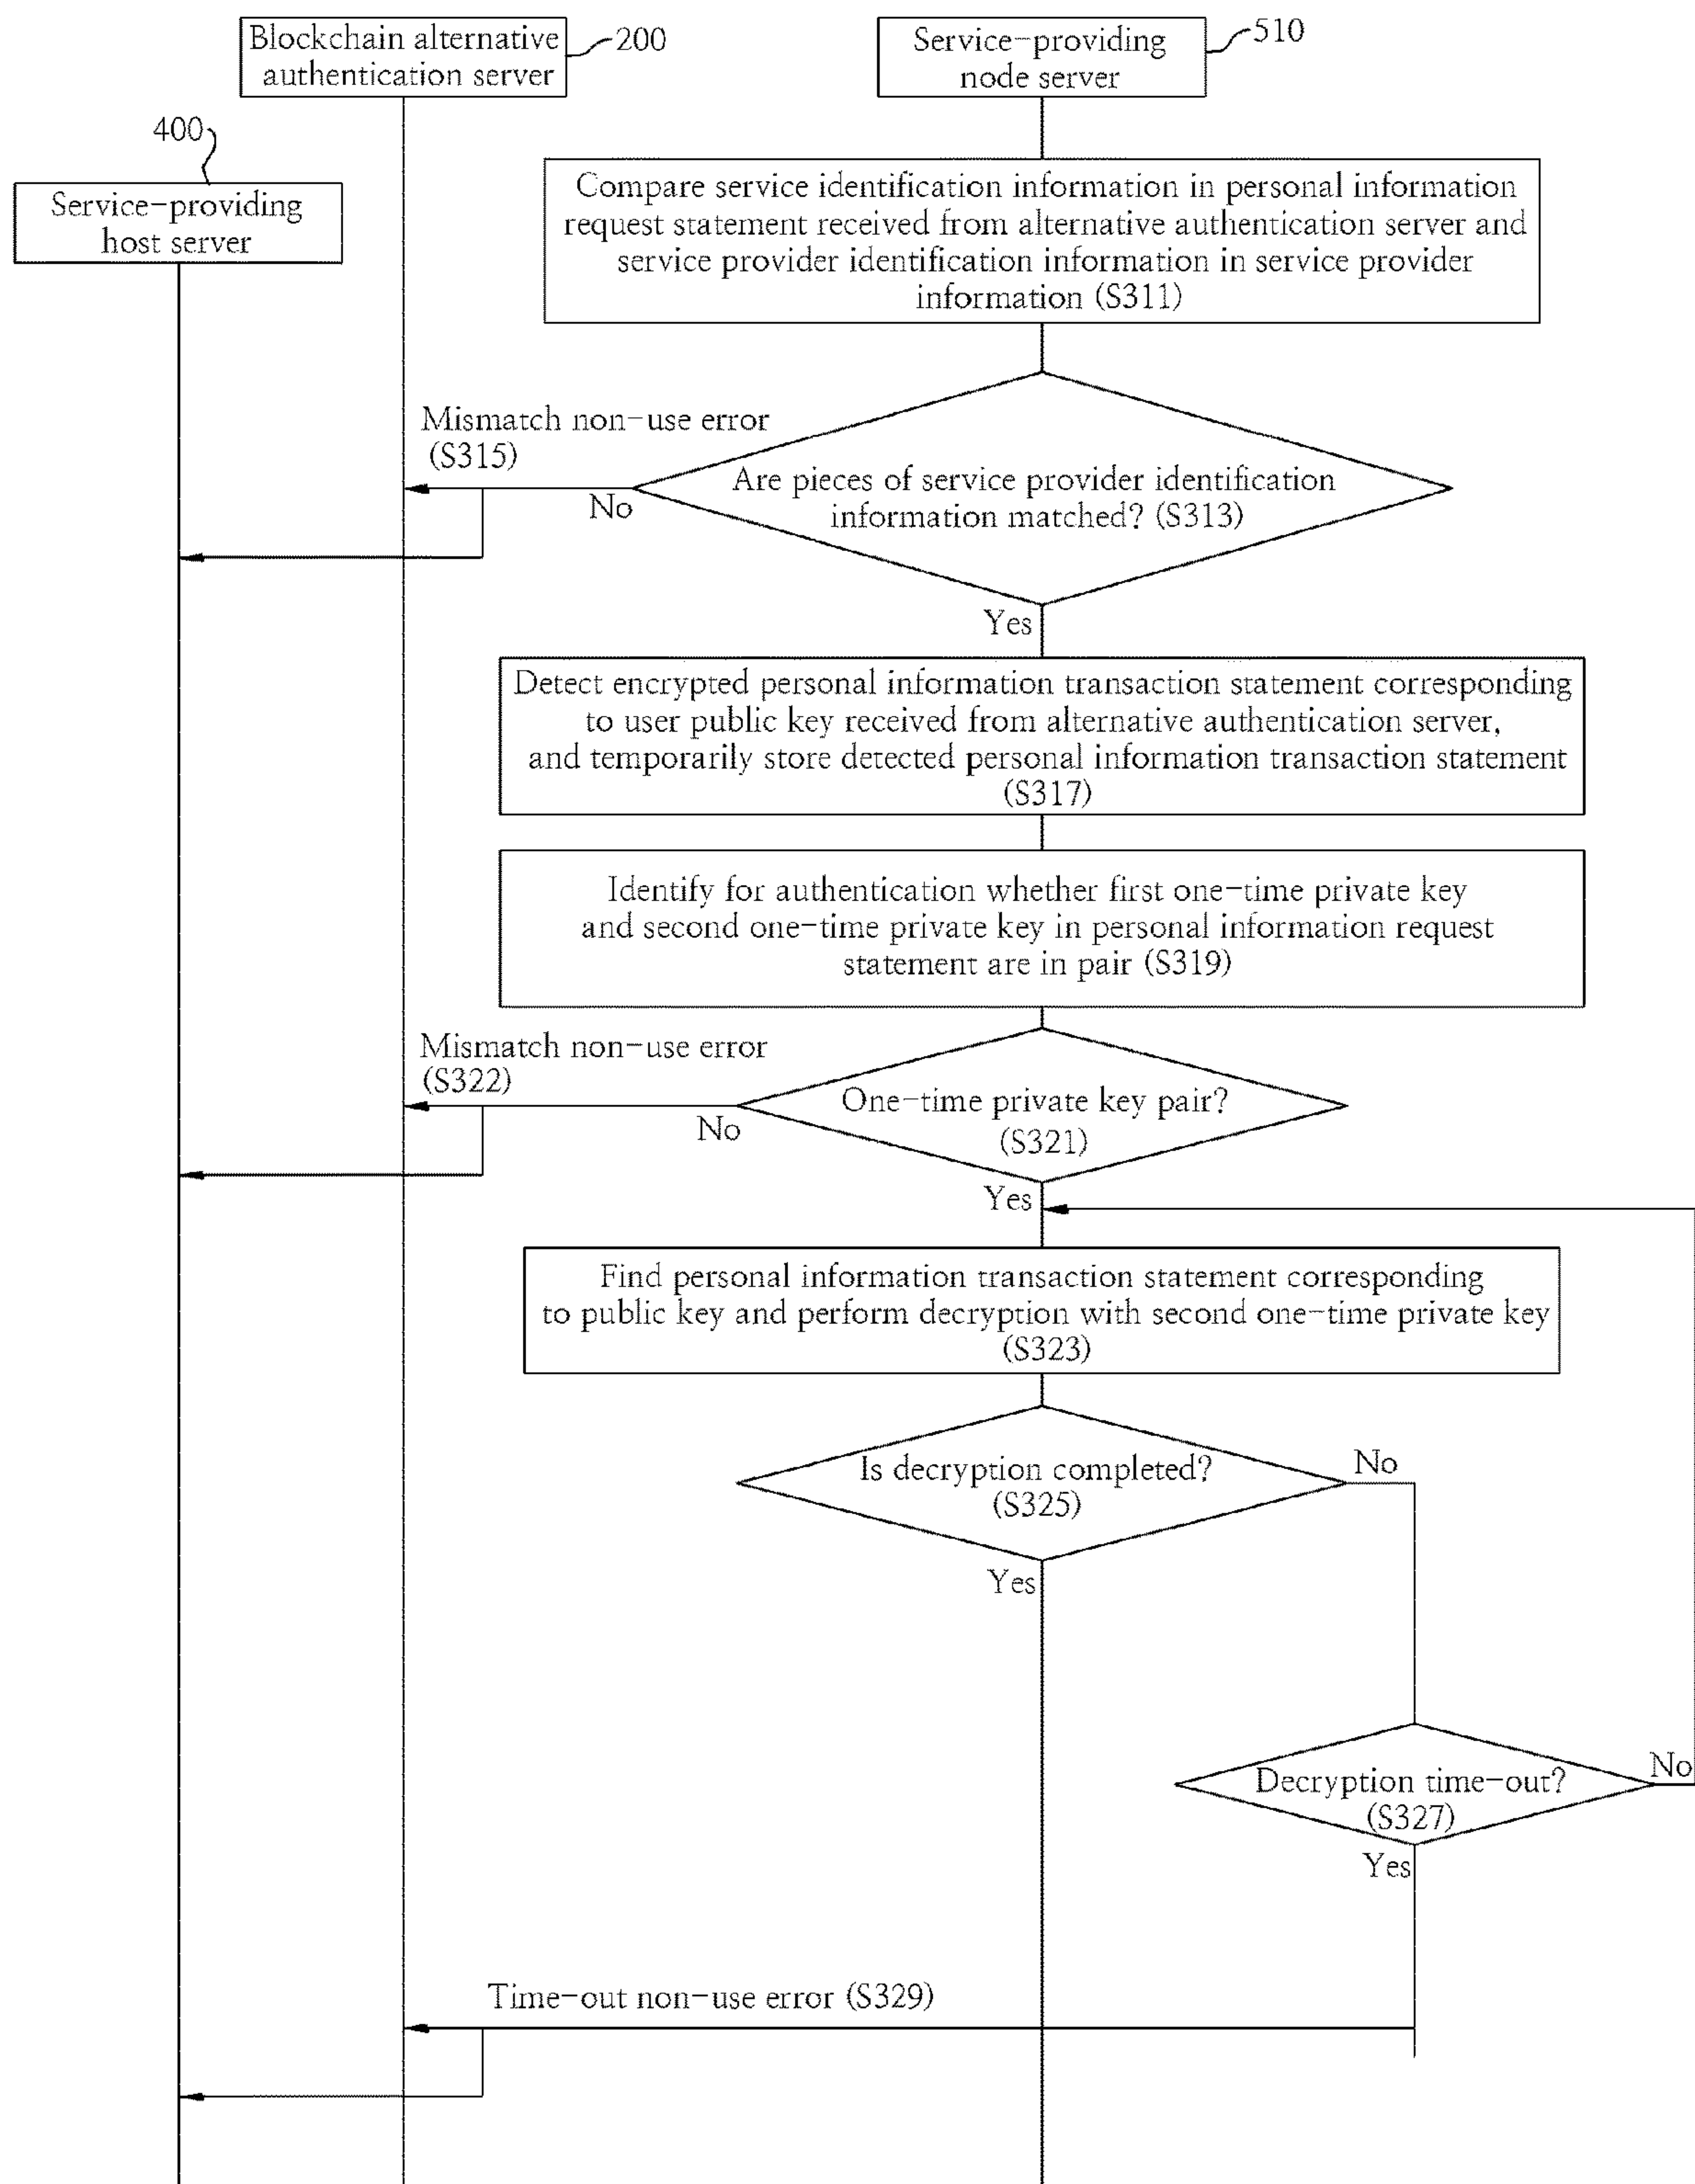 Blockchain alternative
authentication server
200
Service-providing
node server
510
400
Service-providing
host server
Compare service identification information in personal information
request statement received from alternative authentication server and
service provider identification information in service provider
information (S311)
Mismatch non-use error
(S315)
No
Are pieces of service provider identification
information matched? (S313)
Yes
Detect encrypted personal information transaction statement corresponding
to user public key received from alternative authentication server,
and temporarily store detected personal information transaction statement
(S317)
Identify for authentication whether first one-time private key
and second one-time private key in personal information request
statement are in pair (S319)
Mismatch non-use error
(S322)
No
One-time private key pair?
(S321)
Yes
Find personal information transaction statement corresponding
to public key and perform decryption with second one-time private key
(S323)
Is decryption completed?
(S325)
No
Yes
Decryption time-out?
(S327)
No
Yes
Time-out non-use error (S329)